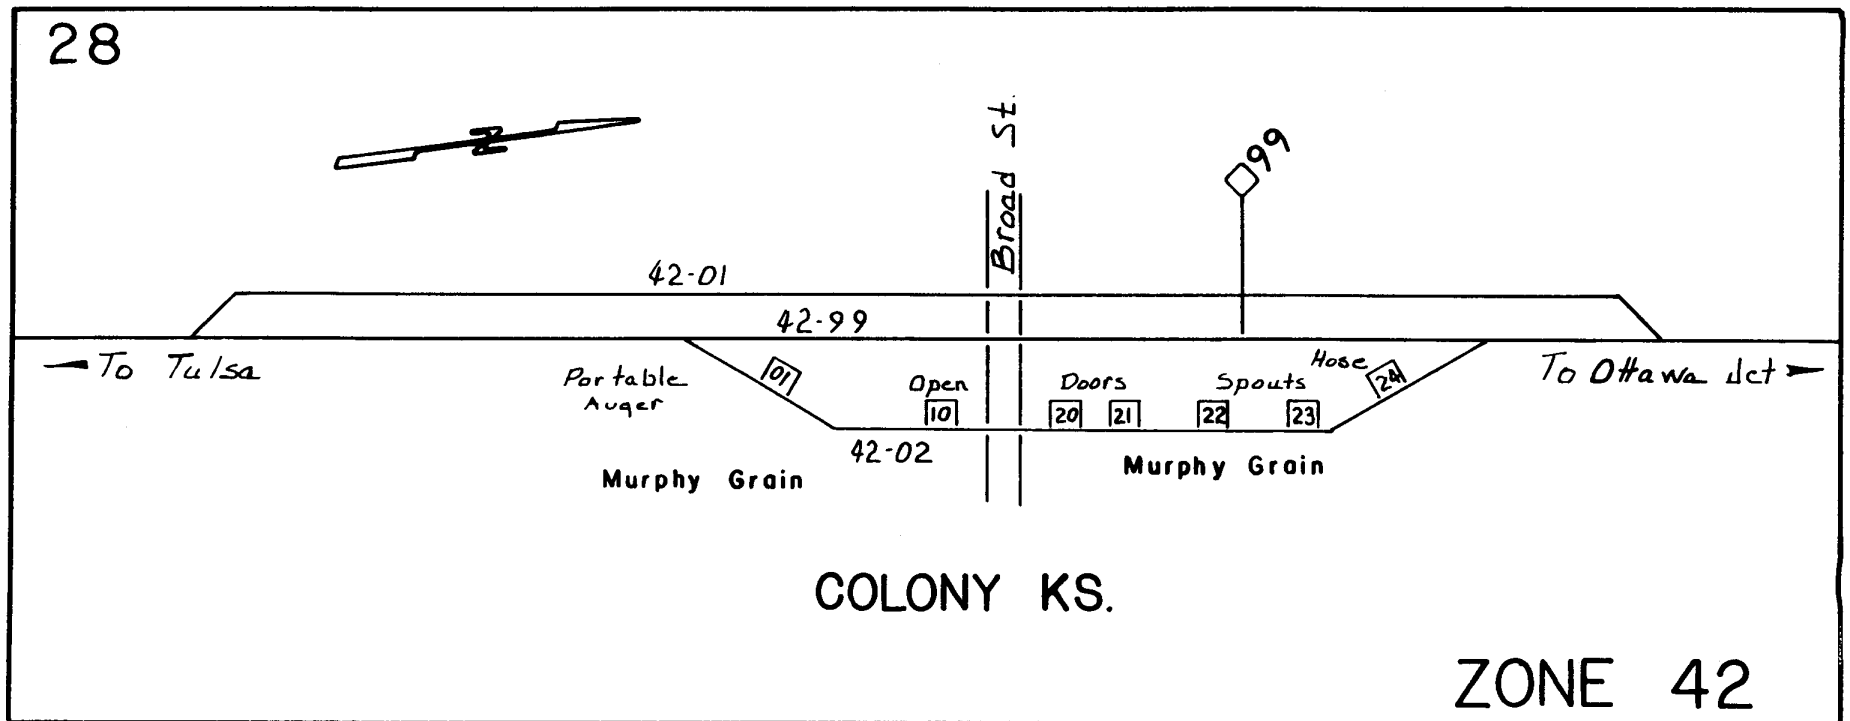 28
N
Broad St.
99
42-01
42-99
To Tulsa
To Ottawa Jct
Portable
Auger
01
Open
10
Doors
20 21
Spouts
22 23
Hose
24
42-02
Murphy Grain
Murphy Grain
COLONY KS.
ZONE 42